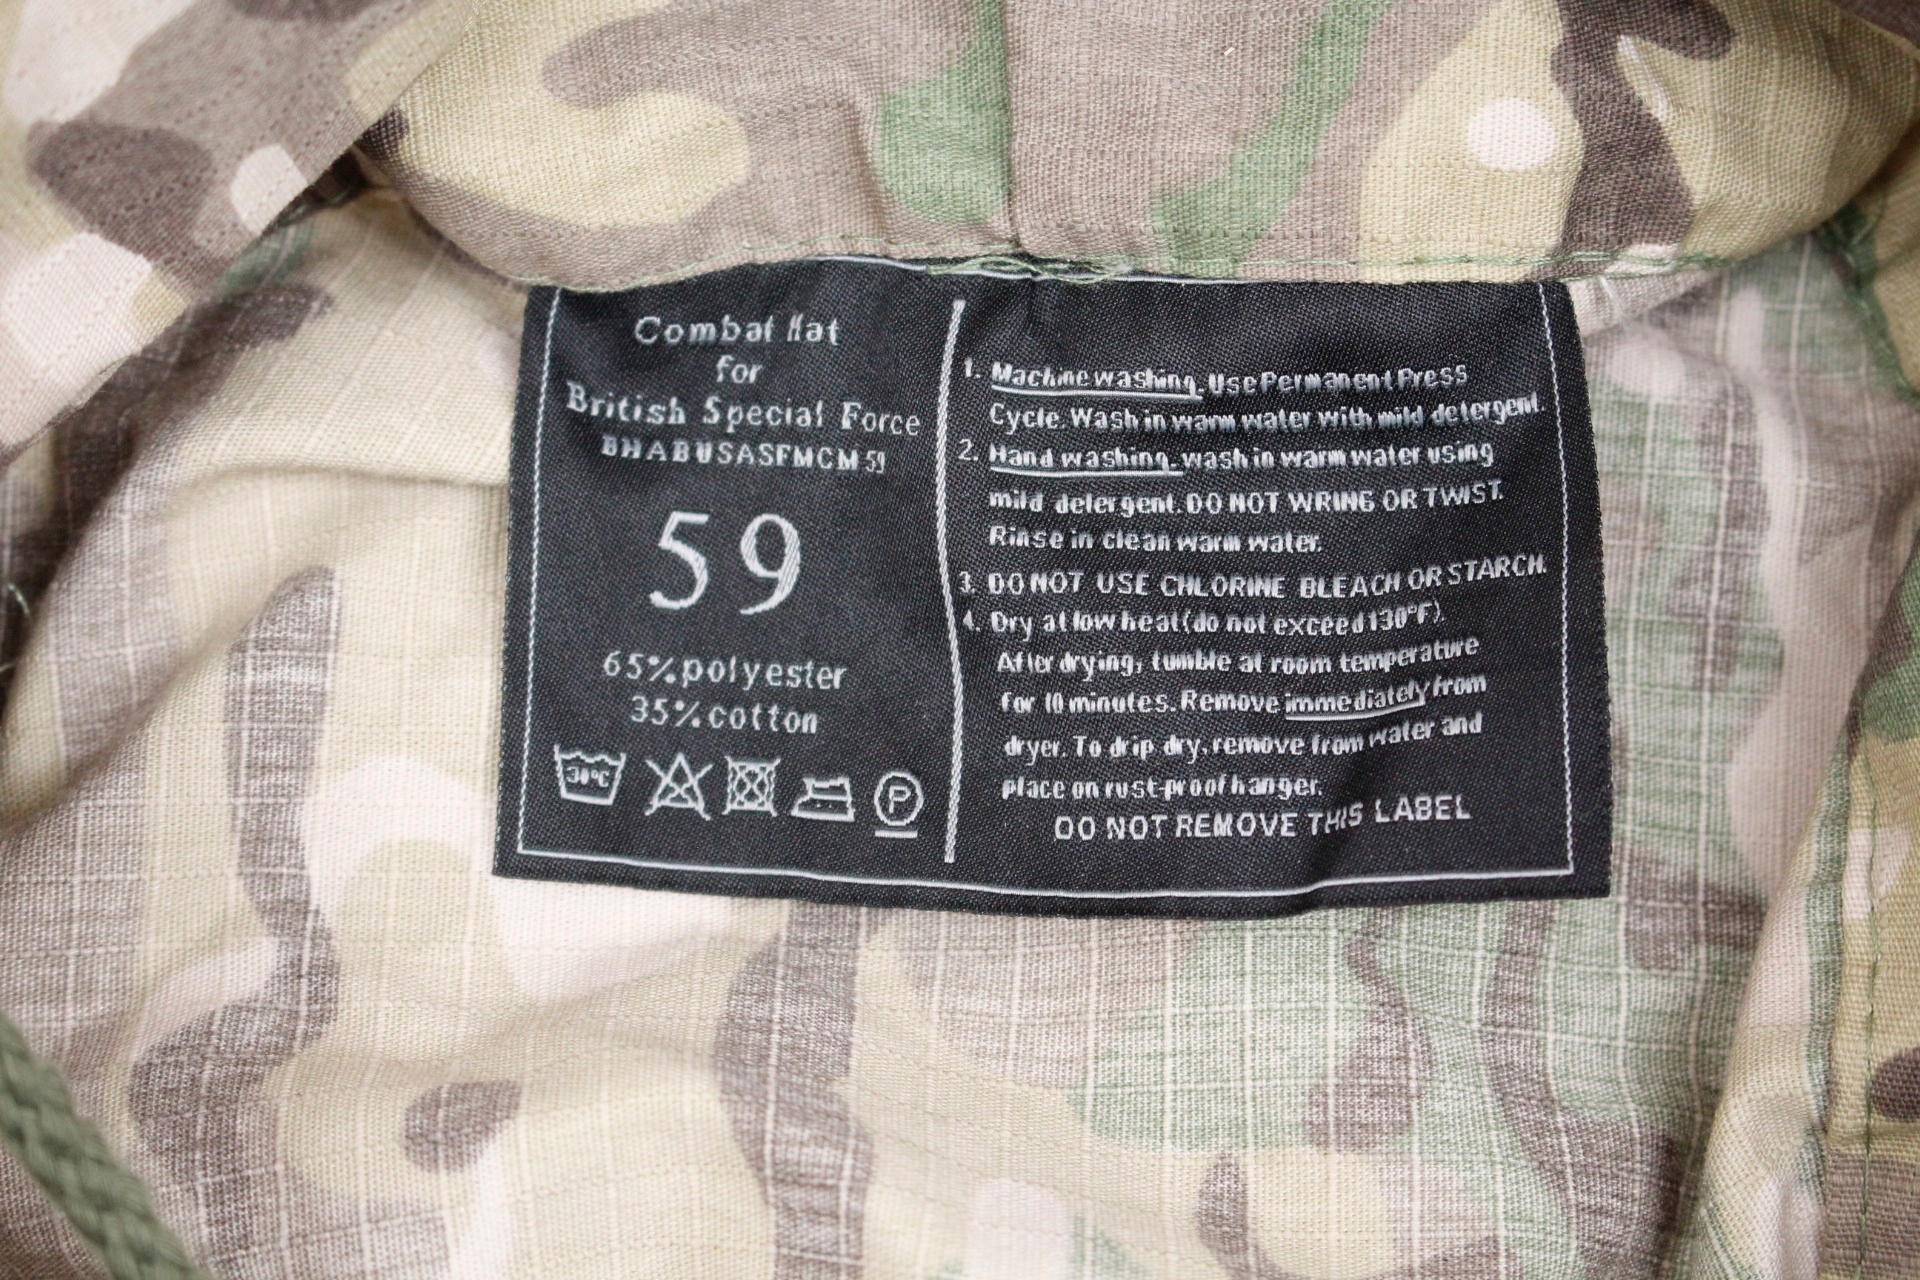 Combat Hat
for
British Special Force
BHABUSASFMCM 59
59
65% polyester
35% cotton
30°C
P
1. Machine washing. Use Permanent Press
Cycle. Wash in warm water with mild detergent.
2. Hand washing. wash in warm water using
mild detergent. DO NOT WRING OR TWIST.
Rinse in clean warm water.
3. DO NOT USE CHLORINE BLEACH OR STARCH.
4. Dry at low heat (do not exceed 130°F).
After drying, tumble at room temperature
for 10 minutes. Remove immediately from
dryer. To drip dry, remove from water and
place on rust-proof hanger.
DO NOT REMOVE THIS LABEL